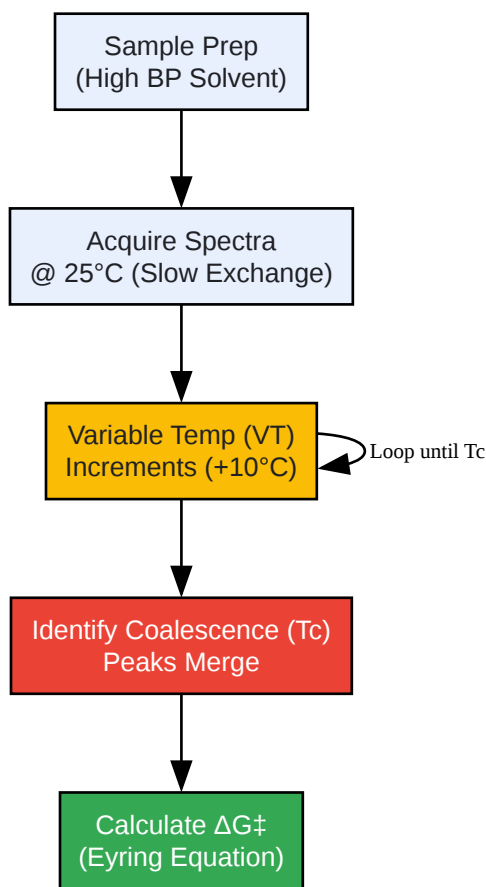 Sample Prep
(High BP Solvent)
Acquire Spectra
@ 25°C (Slow Exchange)
Variable Temp (VT)
Increments (+10°C)
Loop until Tc
Identify Coalescence (Tc)
Peaks Merge
Calculate ΔG‡
(Eyring Equation)